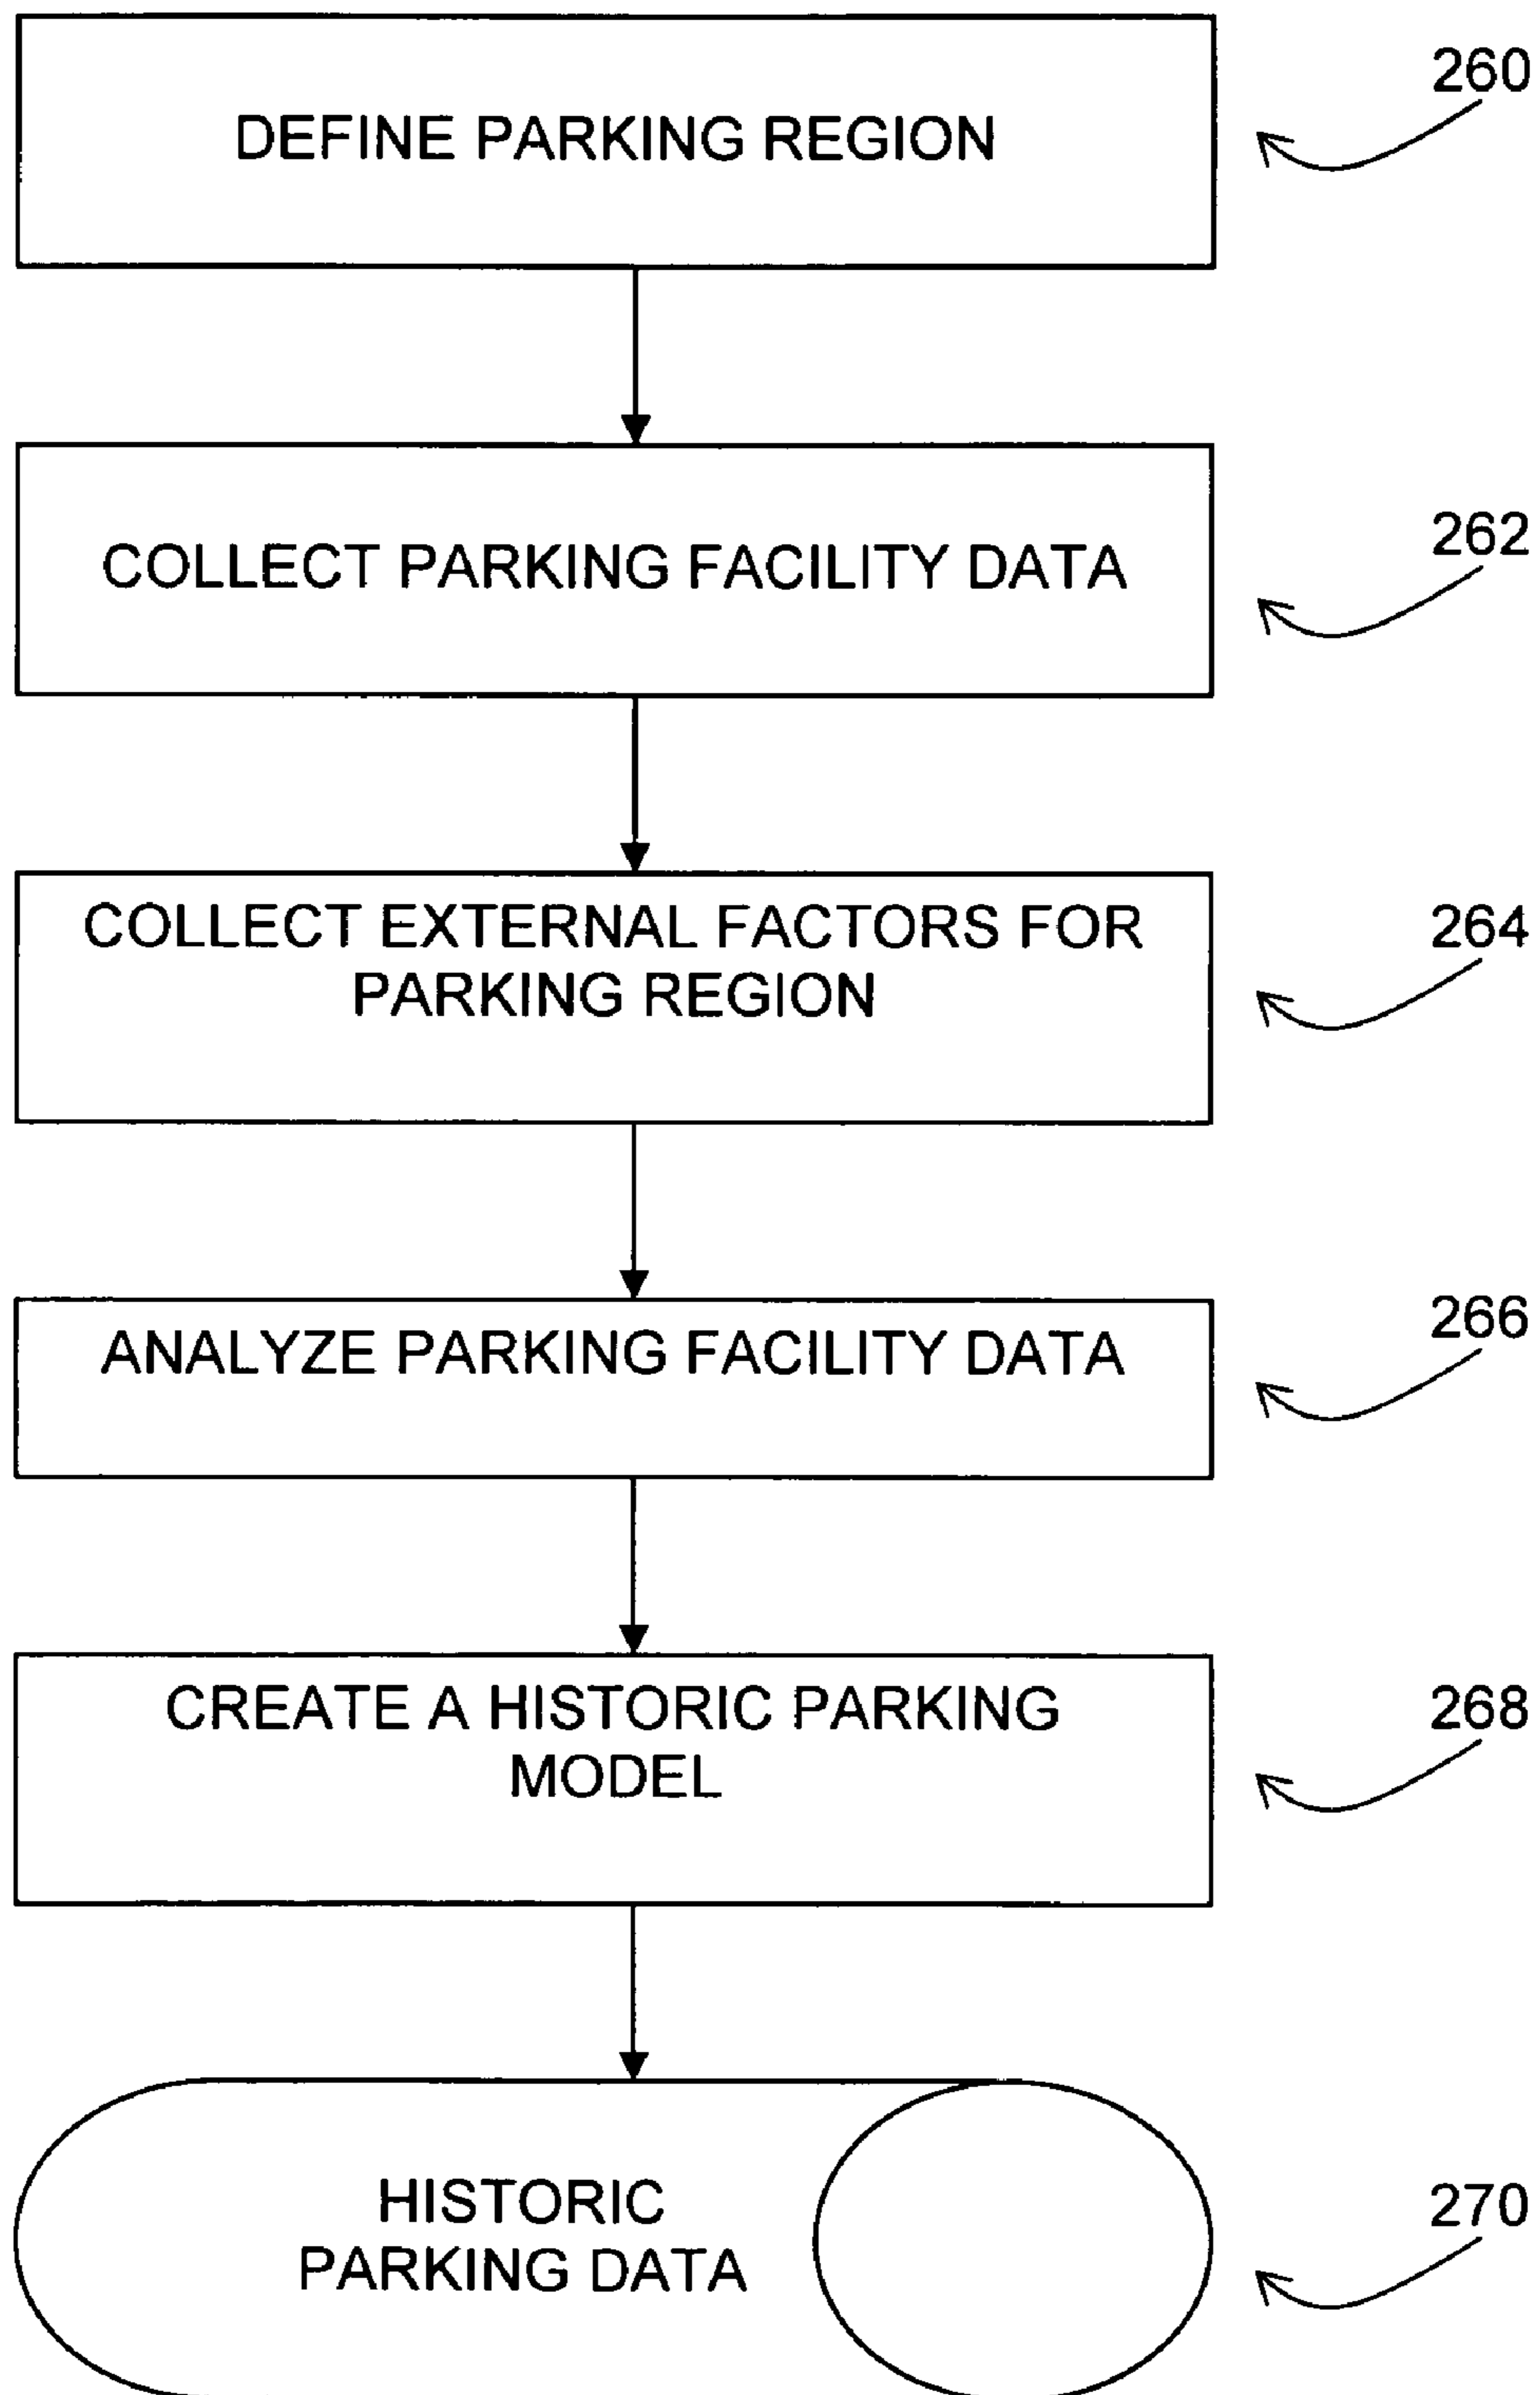 DEFINE PARKING REGION
260
COLLECT PARKING FACILITY DATA
262
COLLECT EXTERNAL FACTORS FOR
PARKING REGION
264
ANALYZE PARKING FACILITY DATA
266
CREATE A HISTORIC PARKING
MODEL
268
HISTORIC
PARKING DATA
270